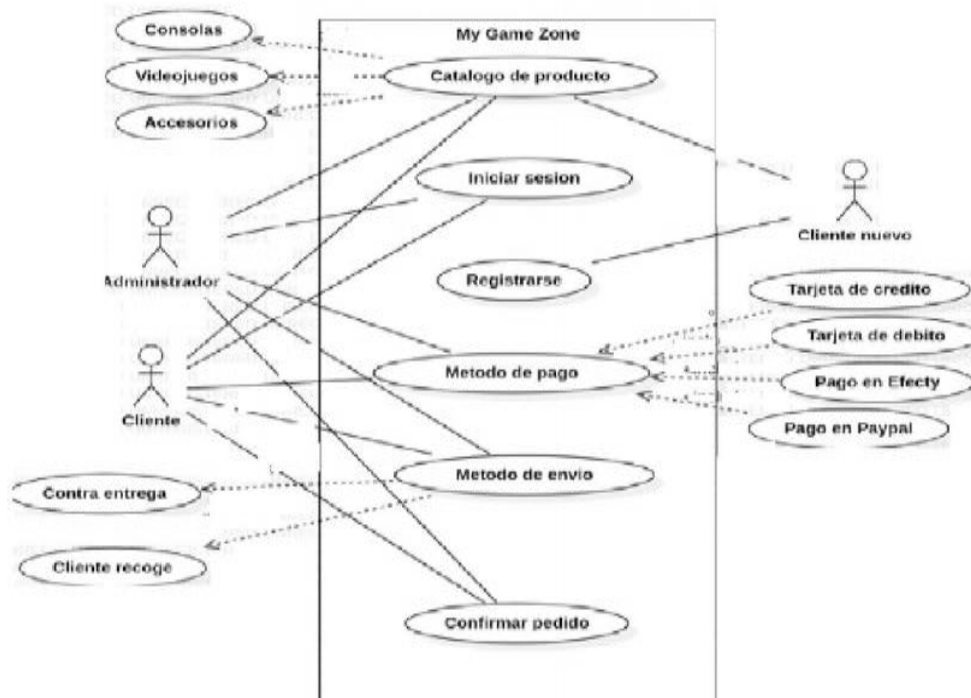 Consolas
My Game Zone
Videojuegos
Catalogo de producto
Accesorios
Iniciar sesion
Cliente nuevo
Administrador
Registrarse
Tarjeta de credito
Tarjeta de debito
Metodo de pago
Pago en Efecty
Cliente
Pago en Paypal
Metodo de envio
Contra entrega
Cliente recoge
Confirmar pedido